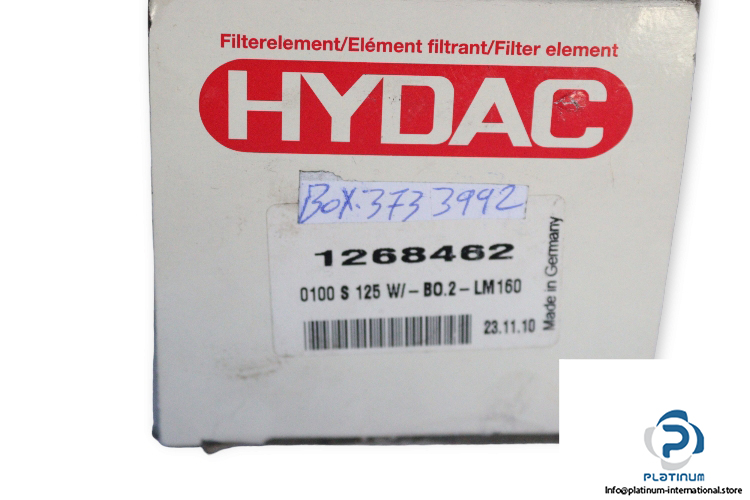 Filterelement/Elément filtrant/Filter element
HYDAC
BOX.373 3992
1268462
0100 S 125 W/-BO.2-LM160
23.11.10
Made in Germany
PLATINUM
Info@platinum-international.store